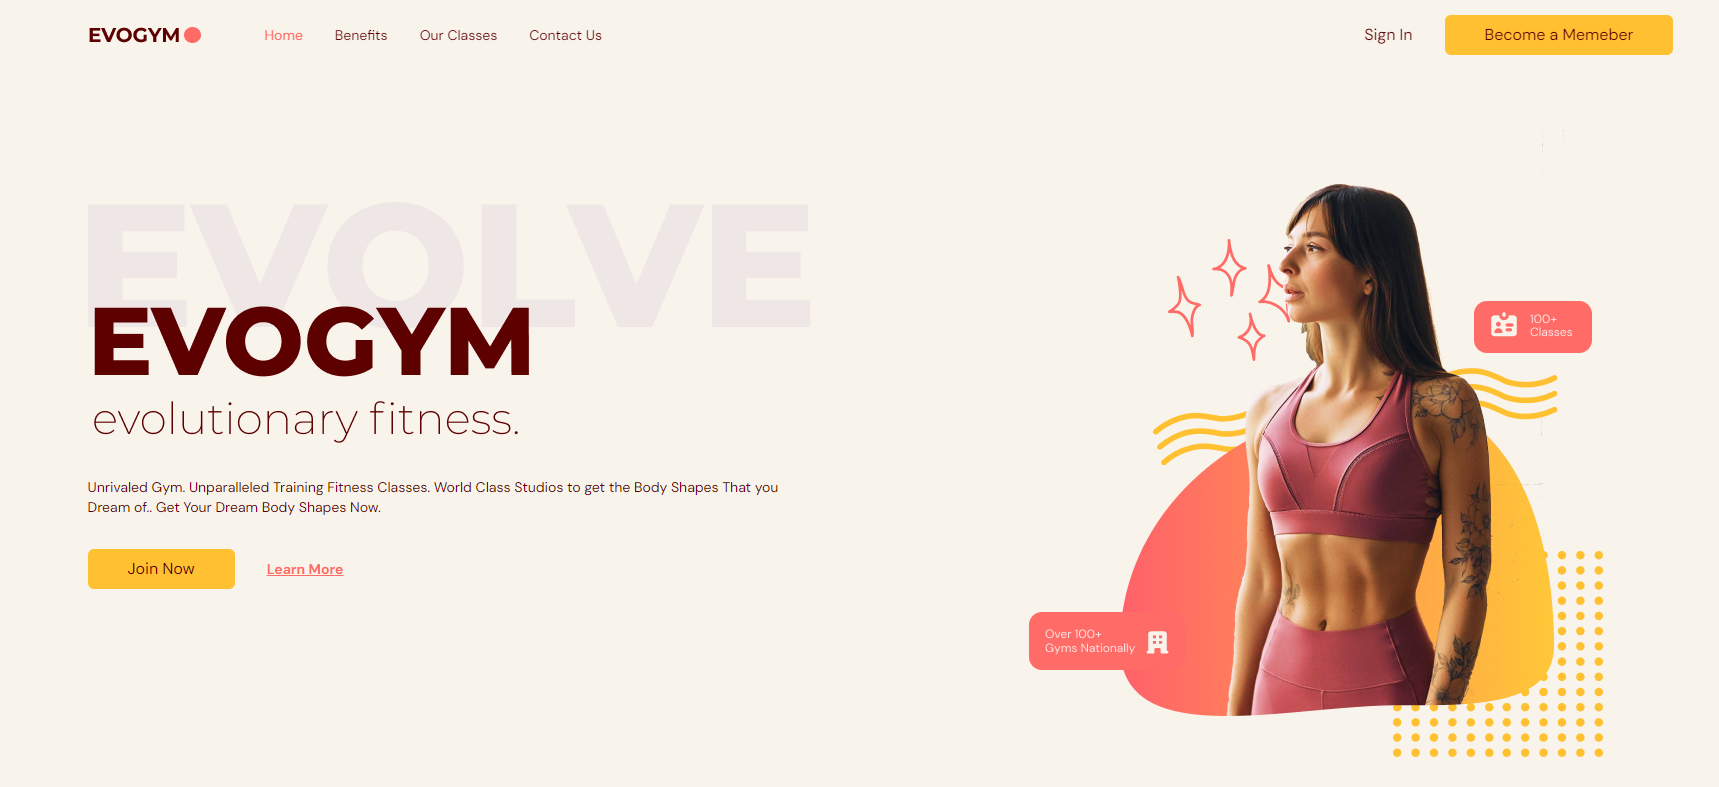 EVOGYM
Home
Benefits
Our Classes
Contact Us
Sign In
Become a Memeber
EVOLVE
EVOGYM
evolutionary fitness.
Unrivaled Gym. Unparalleled Training Fitness Classes. World Class Studios to get the Body Shapes That you
Dream of.. Get Your Dream Body Shapes Now.
Join Now
Learn More
100+
Classes
Over 100+
Gyms Nationally